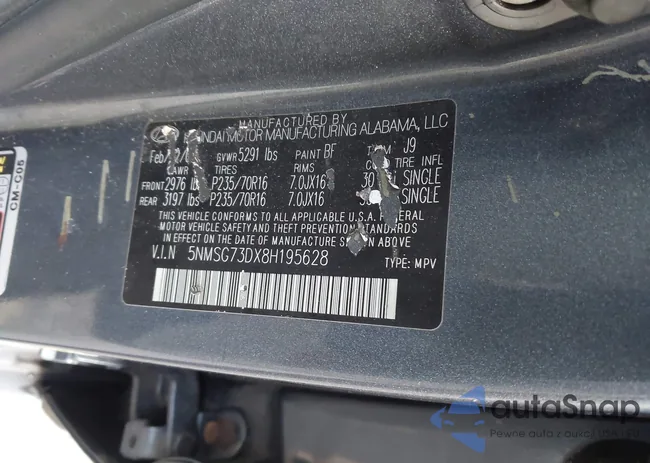 MANUFACTURED BY
HYUNDAI MOTOR MANUFACTURING ALABAMA, LLC
GVWR 5291 lbs PAINT BF J9
GAWR TIRES RIMS TIRE INFL
FRONT 2976 lbs P235/70R16 7.0JX16 30 SINGLE
REAR 3197 lbs P235/70R16 7.0JX16 SINGLE
THIS VEHICLE CONFORMS TO ALL APPLICABLE U.S.A. FEDERAL
MOTOR VEHICLE SAFETY AND THEFT PREVENTION STANDARDS
IN EFFECT ON THE DATE OF MANUFACTURE SHOWN ABOVE
V.I.N 5NMSG73DX8H195628 TYPE: MPV
CM-C05
autoSnap